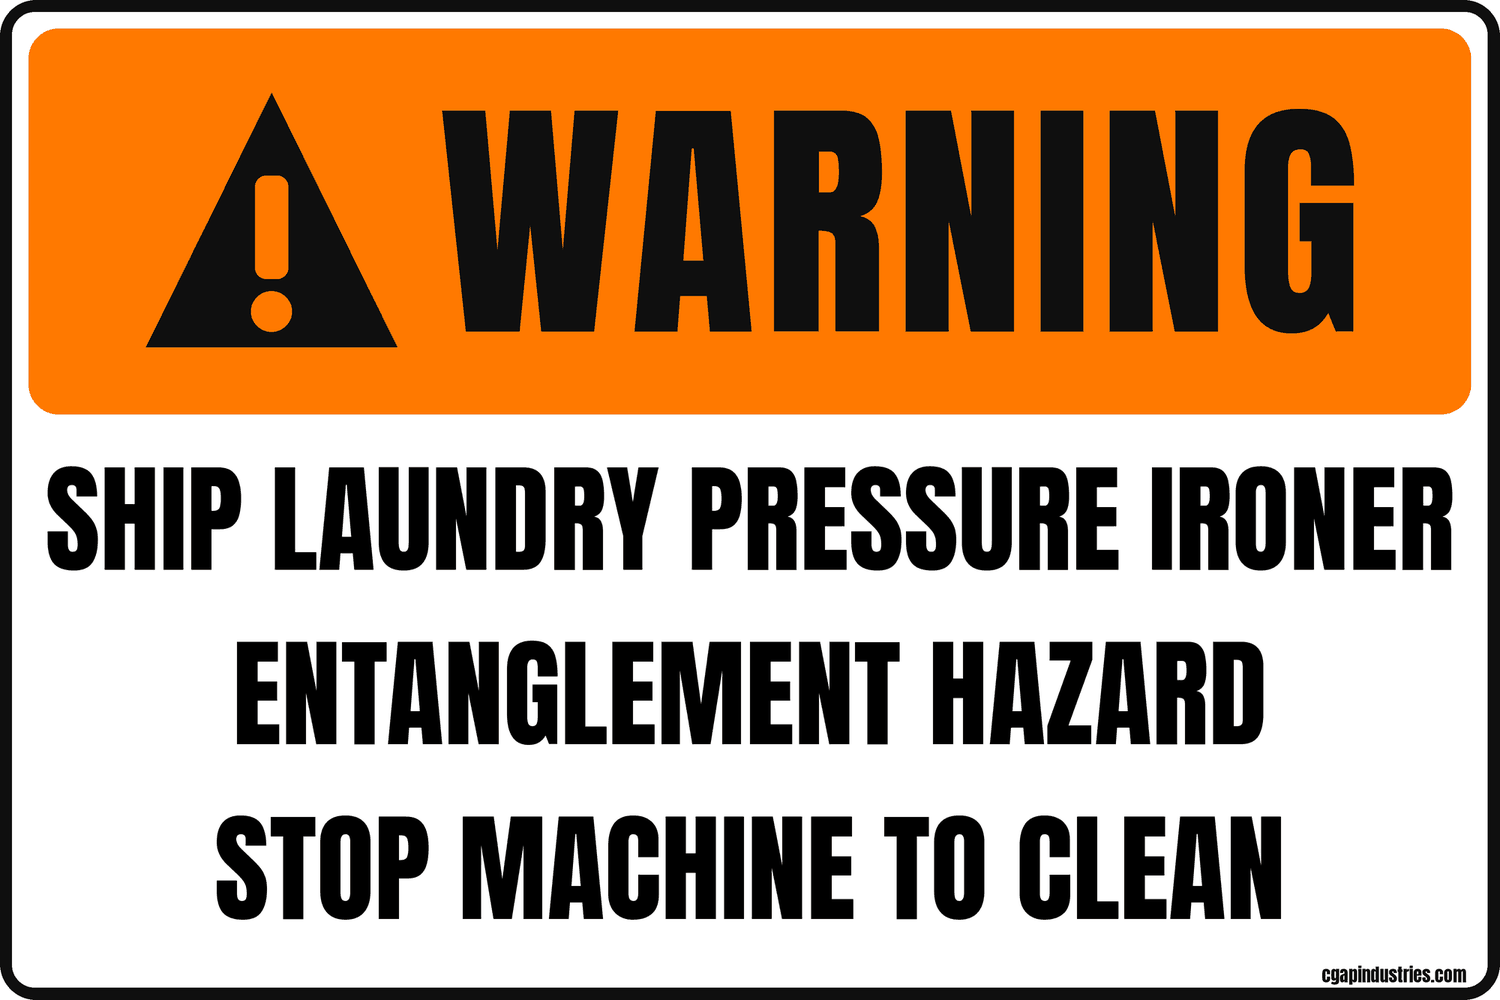 WARNING
SHIP LAUNDRY PRESSURE IRONER
ENTANGLEMENT HAZARD
STOP MACHINE TO CLEAN
cgapindustries.com